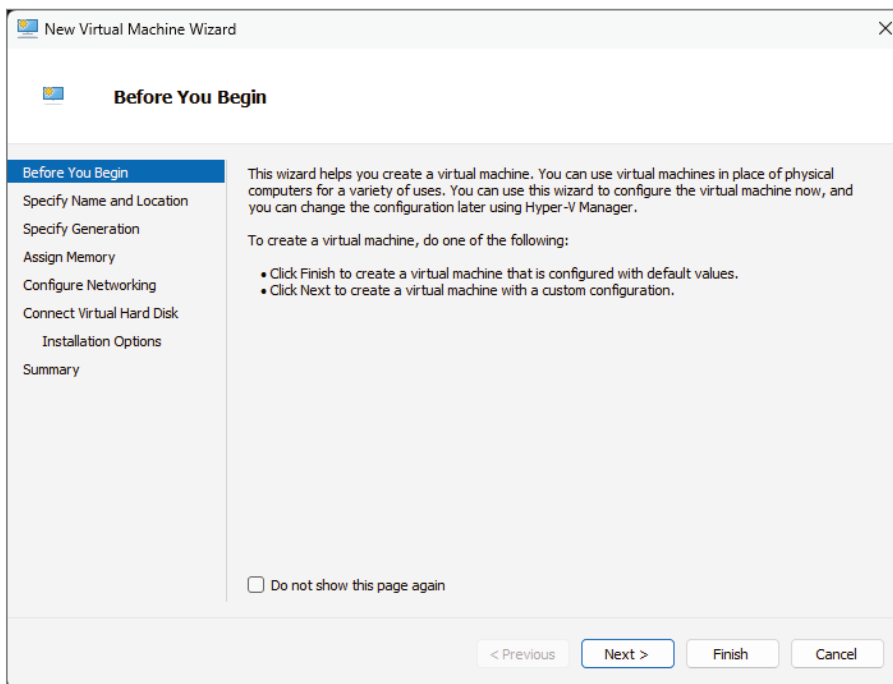 New Virtual Machine Wizard
Before You Begin
Before You Begin
Specify Name and Location
Specify Generation
Assign Memory
Configure Networking
Connect Virtual Hard Disk
Installation Options
Summary
This wizard helps you create a virtual machine. You can use virtual machines in place of physical
computers for a variety of uses. You can use this wizard to configure the virtual machine now, and
you can change the configuration later using Hyper-V Manager.
To create a virtual machine, do one of the following:
• Click Finish to create a virtual machine that is configured with default values.
• Click Next to create a virtual machine with a custom configuration.
Do not show this page again
< Previous
Next >
Finish
Cancel